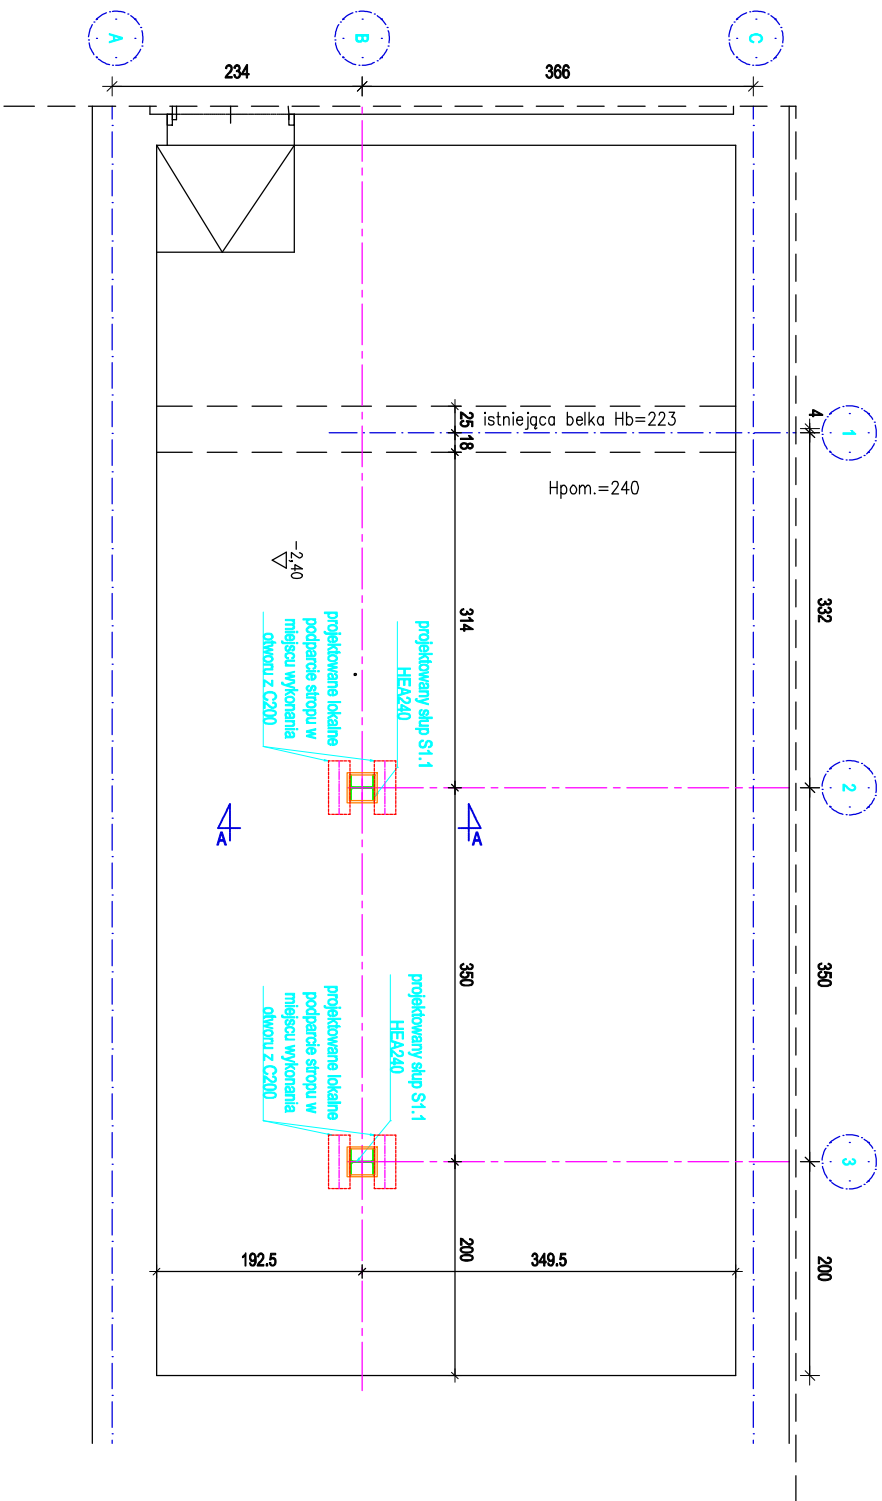 A
B
C
234
366
4
1
25
18
istniejąca belka Hb=223
Hpom.=240
-2,40
314
332
projektowany słup S1.1
HEA240
projektowane lokalne
podparcie stropu w
miejscu wykonania
otworu z C200
2
A
A
350
350
projektowany słup S1.1
HEA240
projektowane lokalne
podparcie stropu w
miejscu wykonania
otworu z C200
3
192.5
200
349.5
200